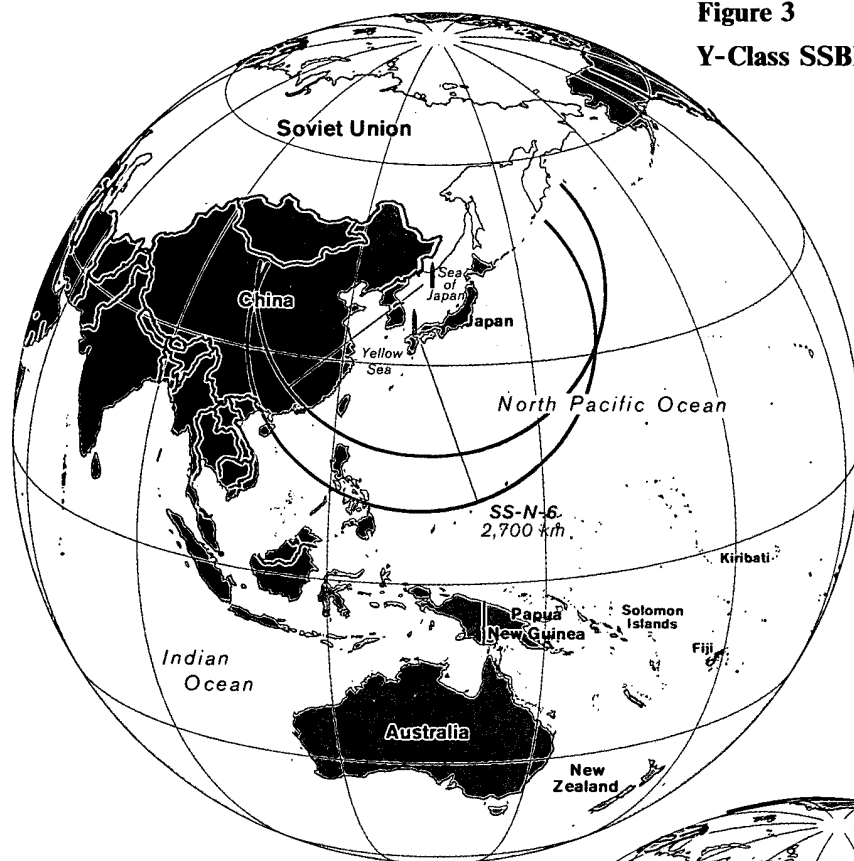 Figure 3
Y-Class SSB
Soviet Union
Sea
of
Japan
China
Japan
Yellow
Sea
North Pacific Ocean
SS-N-6
2,700 km
Kiribati
Papua
New Guinea
Solomon
Islands
Fiji
Indian
Ocean
Australia
New
Zealand